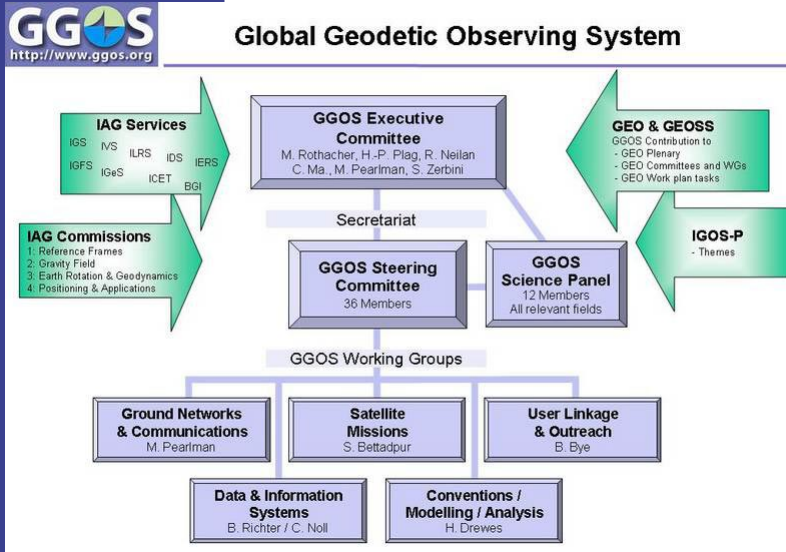 GGOS
http://www.ggos.org
Global Geodetic Observing System
IAG Services
IGS IVS ILRS IDS IERS
IGFS IGeS ICET BGI
IAG Commissions
1: Reference Frames
2: Gravity Field
3: Earth Rotation & Geodynamics
4: Positioning & Applications
GGOS Executive
Committee
M. Rothacher, H.-P. Plag, R. Neilan
C. Ma., M. Pearlman, S. Zerbini
GEO & GEOSS
GGOS Contribution to
- GEO Plenary
- GEO Committees and WGs
- GEO Work plan tasks
IGOS-P
- Themes
Secretariat
GGOS Steering
Committee
36 Members
GGOS
Science Panel
12 Members
All relevant fields
GGOS Working Groups
Ground Networks
& Communications
M. Pearlman
Satellite
Missions
S. Bettadpur
User Linkage
& Outreach
B. Bye
Data & Information
Systems
B. Richter / C. Noll
Conventions /
Modelling / Analysis
H. Drewes